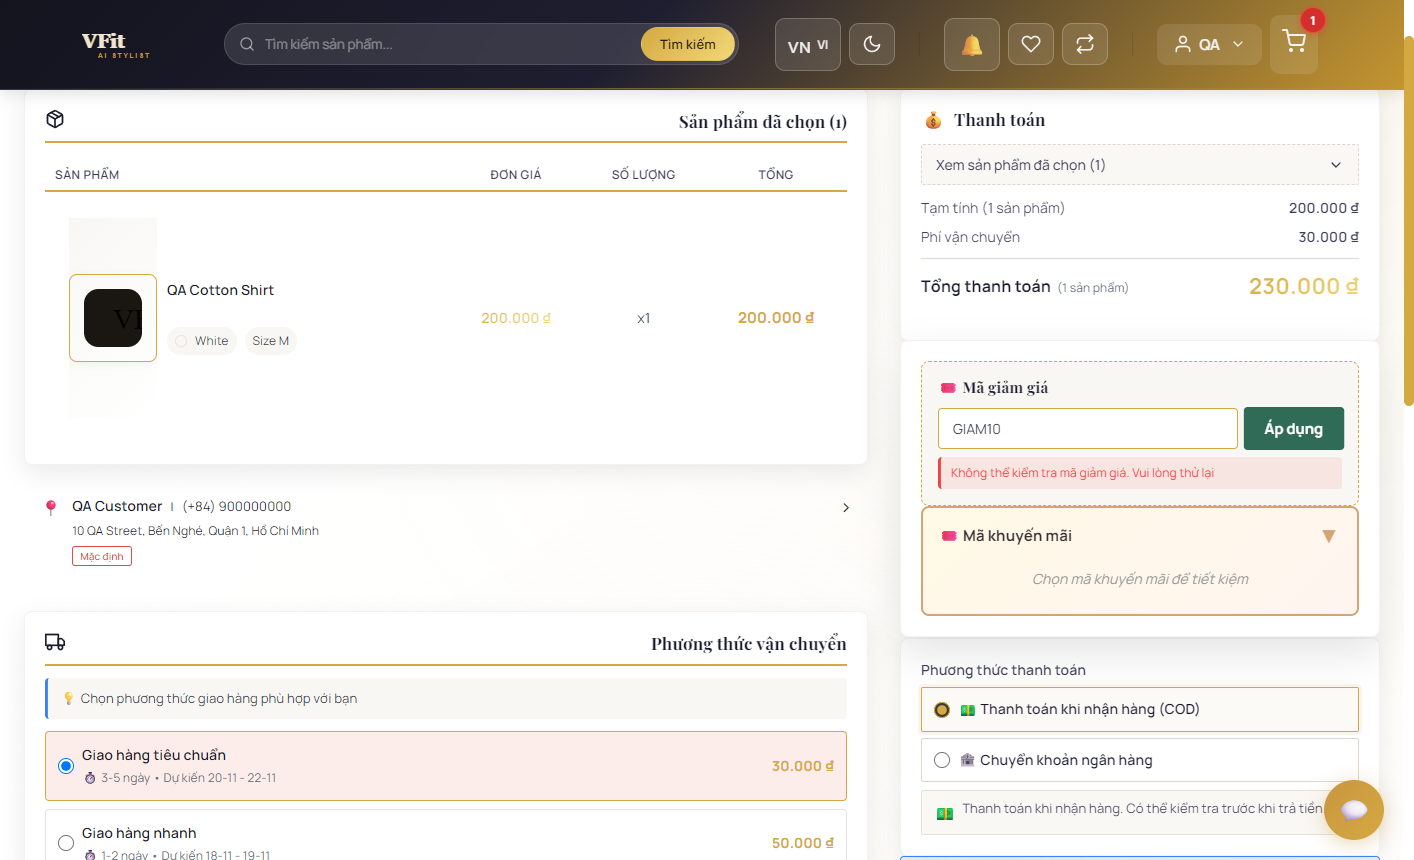 VFit
AI STYLIST
Tìm kiếm sản phẩm...
Tìm kiếm
VN VI
QA
1
Sản phẩm đã chọn (1)
SẢN PHẨM
ĐƠN GIÁ
SỐ LƯỢNG
TỔNG
QA Cotton Shirt
White
Size M
200.000 ₫
x1
200.000 ₫
QA Customer | (+84) 900000000
10 QA Street, Bến Nghé, Quận 1, Hồ Chí Minh
Mặc định
Phương thức vận chuyển
Chọn phương thức giao hàng phù hợp với bạn
Giao hàng tiêu chuẩn
3-5 ngày • Dự kiến 20-11 - 22-11
30.000 ₫
Giao hàng nhanh
1-2 ngày • Dự kiến 18-11 - 19-11
50.000 ₫
Thanh toán
Xem sản phẩm đã chọn (1)
Tạm tính (1 sản phẩm)
200.000 ₫
Phí vận chuyển
30.000 ₫
Tổng thanh toán (1 sản phẩm)
230.000 ₫
Mã giảm giá
GIAM10
Áp dụng
Không thể kiểm tra mã giảm giá. Vui lòng thử lại
Mã khuyến mãi
▼
Chọn mã khuyến mãi để tiết kiệm
Phương thức thanh toán
Thanh toán khi nhận hàng (COD)
Chuyển khoản ngân hàng
Thanh toán khi nhận hàng. Có thể kiểm tra trước khi trả tiền